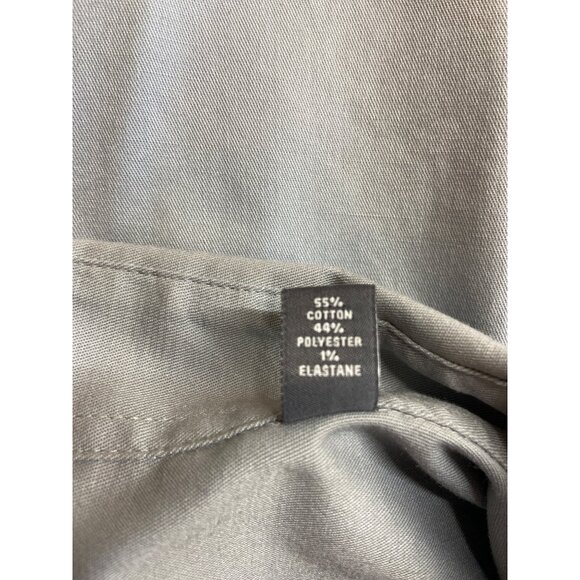 55%
COTTON
44%
POLYESTER
1%
ELASTANE